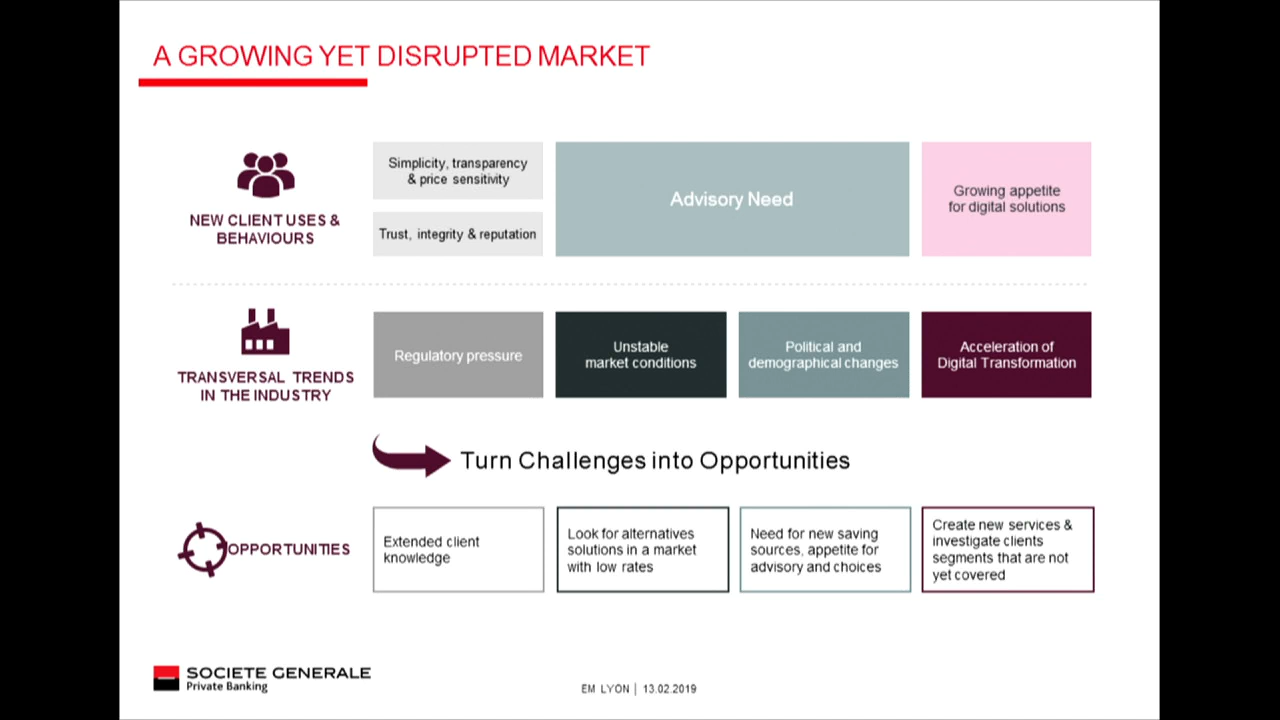 A GROWING YET DISRUPTED MARKET
NEW CLIENT USES &
BEHAVIOURS
Simplicity, transparency
& price sensitivity
Trust, integrity & reputation
Advisory Need
Growing appetite
for digital solutions
TRANSVERSAL TRENDS
IN THE INDUSTRY
Regulatory pressure
Unstable
market conditions
Political and
demographical changes
Acceleration of
Digital Transformation
Turn Challenges into Opportunities
OPPORTUNITIES
Extended client
knowledge
Look for alternatives
solutions in a market
with low rates
Need for new saving
sources, appetite for
advisory and choices
Create new services &
investigate clients
segments that are not
yet covered
SOCIETE GENERALE
Private Banking
EM LYON | 13.02.2019